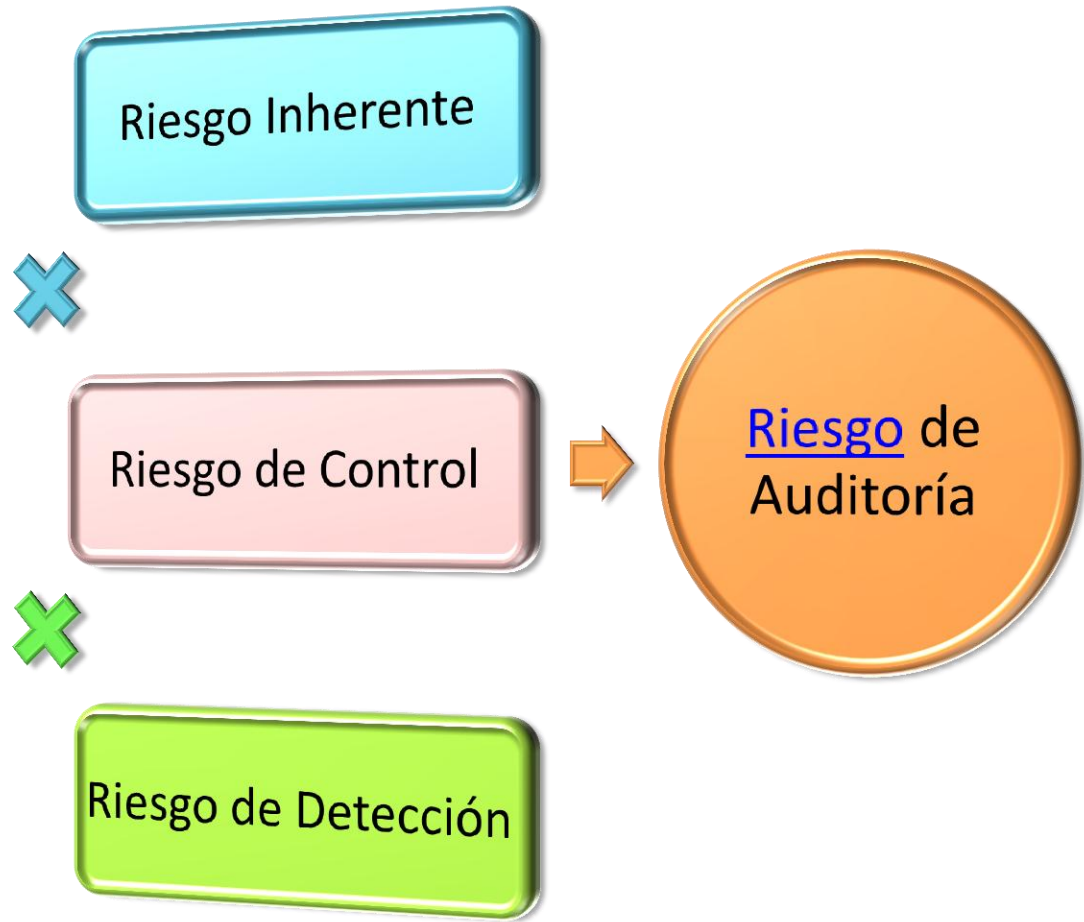 Riesgo Inherente
Riesgo de Control
Riesgo de
Auditoría
Riesgo de Detección